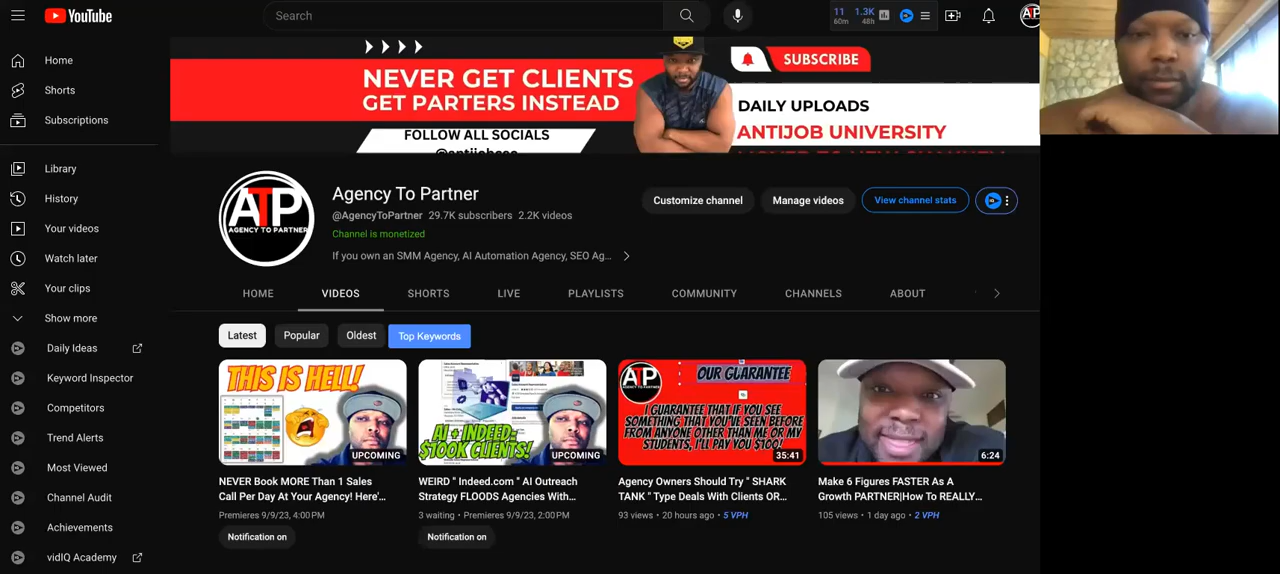 YouTube
Search
11
60m
1.3K
48h
ATP
Home
Shorts
Subscriptions
Library
History
Your videos
Watch later
Your clips
Show more
Daily Ideas
Keyword Inspector
Competitors
Trend Alerts
Most Viewed
Channel Audit
Achievements
vidIQ Academy
NEVER GET CLIENTS
GET PARTERS INSTEAD
FOLLOW ALL SOCIALS
SUBSCRIBE
DAILY UPLOADS
ANTIJOB UNIVERSITY
ATP
AGENCY TO PARTNER
Agency To Partner
@AgencyToPartner 29.7K subscribers 2.2K videos
Channel is monetized
If you own an SMM Agency, AI Automation Agency, SEO Ag...
Customize channel
Manage videos
View channel stats
HOME VIDEOS SHORTS LIVE PLAYLISTS COMMUNITY CHANNELS ABOUT
Latest Popular Oldest Top Keywords
THIS IS HELL!
UPCOMING
NEVER Book MORE Than 1 Sales
Call Per Day At Your Agency! Here'...
Premieres 9/9/23, 4:00 PM
Notification on
AI + INDEED=
$100K CLIENTS!
UPCOMING
WEIRD " Indeed.com " AI Outreach
Strategy FLOODS Agencies With...
3 waiting • Premieres 9/9/23, 2:00 PM
Notification on
ATP
AGENCY TO PARTNER
OUR GUARANTEE
I GUARANTEE THAT IF YOU SEE
SOMETHING THAT YOU'VE SEEN BEFORE
FROM ANYONE OTHER THAN ME OR MY
STUDENTS, I'LL PAY YOU $100!
35:41
Agency Owners Should Try " SHARK
TANK " Type Deals With Clients OR...
93 views • 20 hours ago • 5 VPH
6:24
Make 6 Figures FASTER As A
Growth PARTNER|How To REALLY...
105 views • 1 day ago • 2 VPH